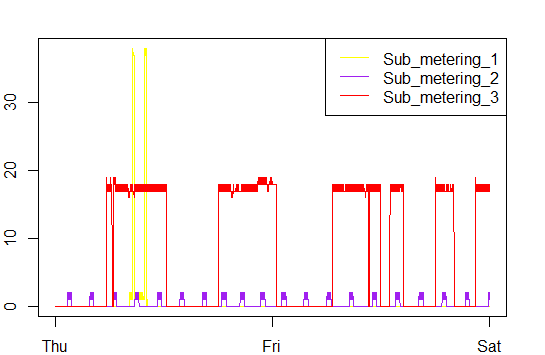 Sub_metering_1
Sub_metering_2
Sub_metering_3
30
20
10
0
Thu Fri Sat